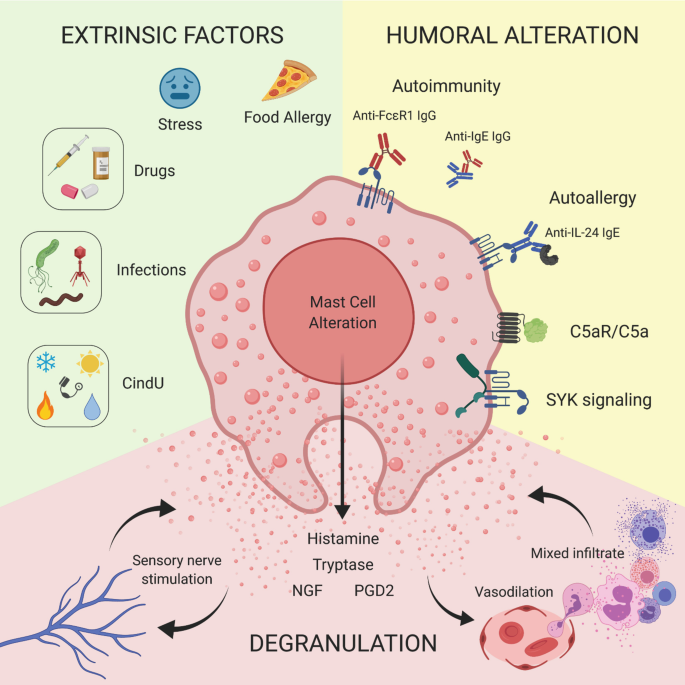 EXTRINSIC FACTORS
HUMORAL ALTERATION
Stress
Food Allergy
Drugs
Infections
CindU
Autoimmunity
Anti-FcεR1 IgG
Anti-IgE IgG
Autoallergy
Anti-IL-24 IgE
C5aR/C5a
SYK signaling
Mast Cell
Alteration
Histamine
Tryptase
NGF
PGD2
Sensory nerve
stimulation
Mixed infiltrate
Vasodilation
DEGRANULATION